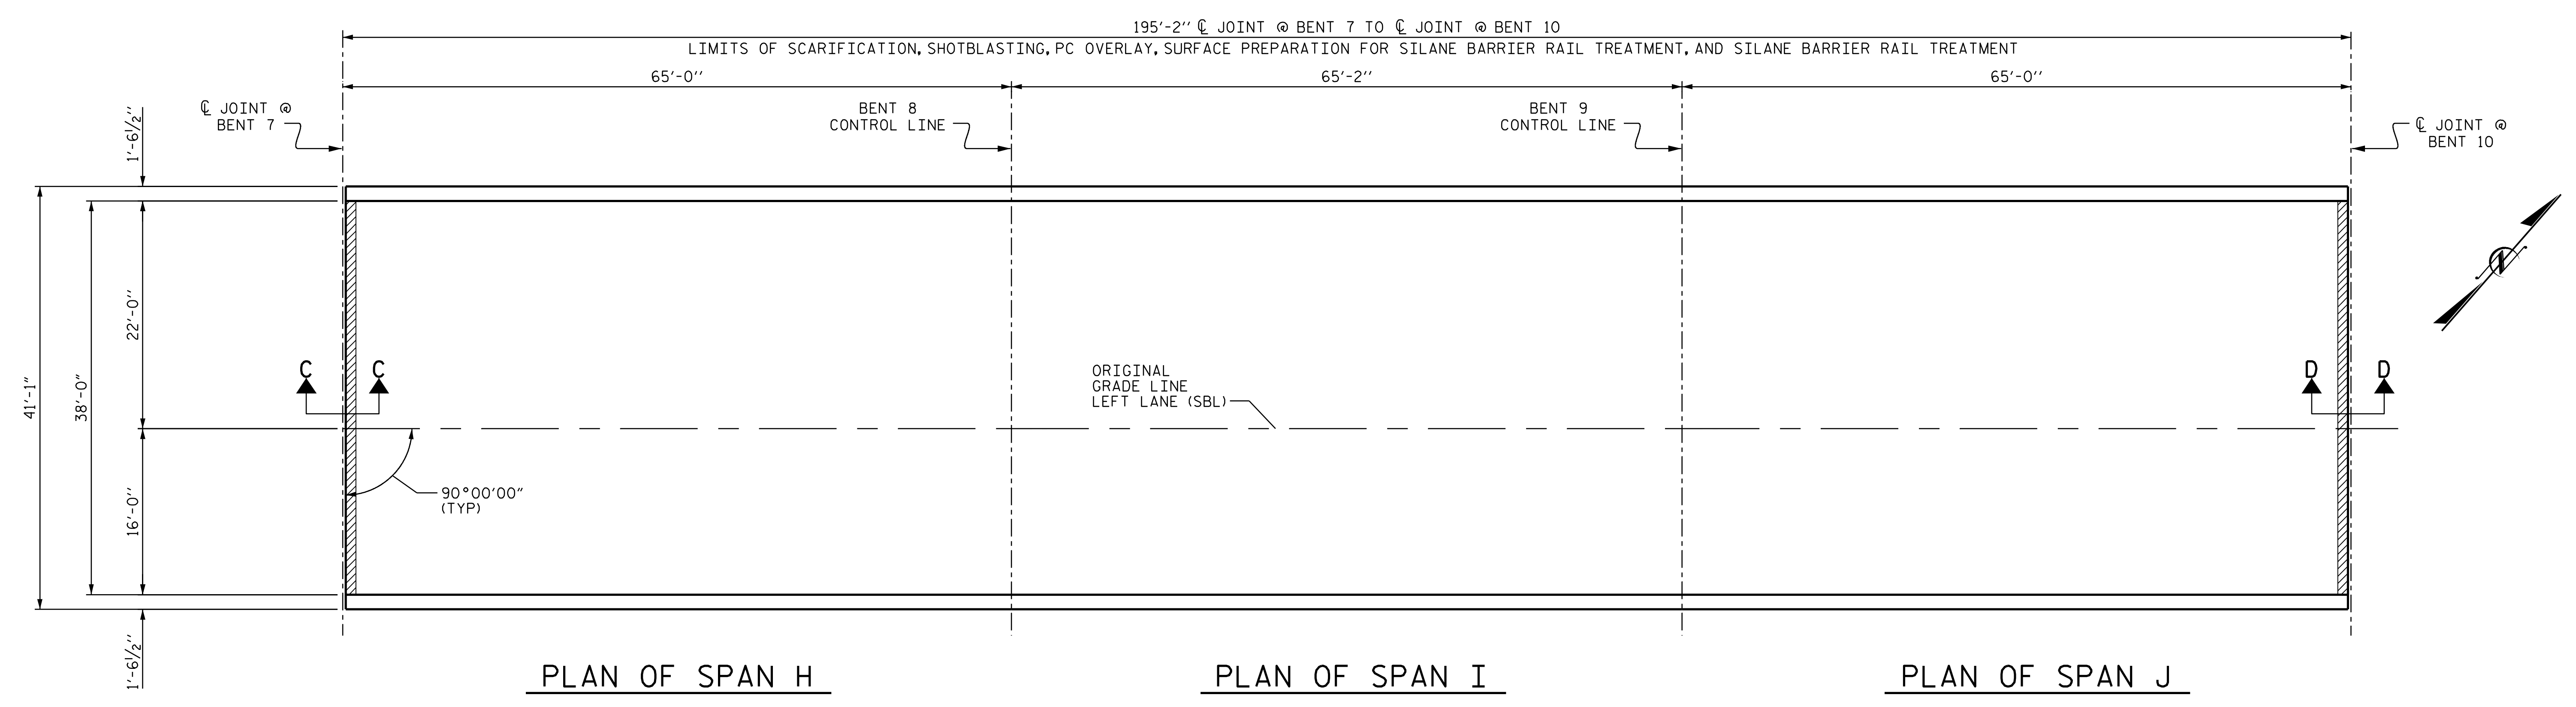 195'-2" ℄ JOINT @ BENT 7 TO ℄ JOINT @ BENT 10
LIMITS OF SCARIFICATION, SHOTBLASTING, PC OVERLAY, SURFACE PREPARATION FOR SILANE BARRIER RAIL TREATMENT, AND SILANE BARRIER RAIL TREATMENT
65'-0"
65'-2"
65'-0"
℄ JOINT @
BENT 7
BENT 8
CONTROL LINE
BENT 9
CONTROL LINE
℄ JOINT @
BENT 10
1'-6½"
22'-0"
41'-1"
38'-0"
16'-0"
1'-6½"
C
C
D
D
ORIGINAL
GRADE LINE
LEFT LANE (SBL)
90°00'00"
(TYP)
N
PLAN OF SPAN H
PLAN OF SPAN I
PLAN OF SPAN J